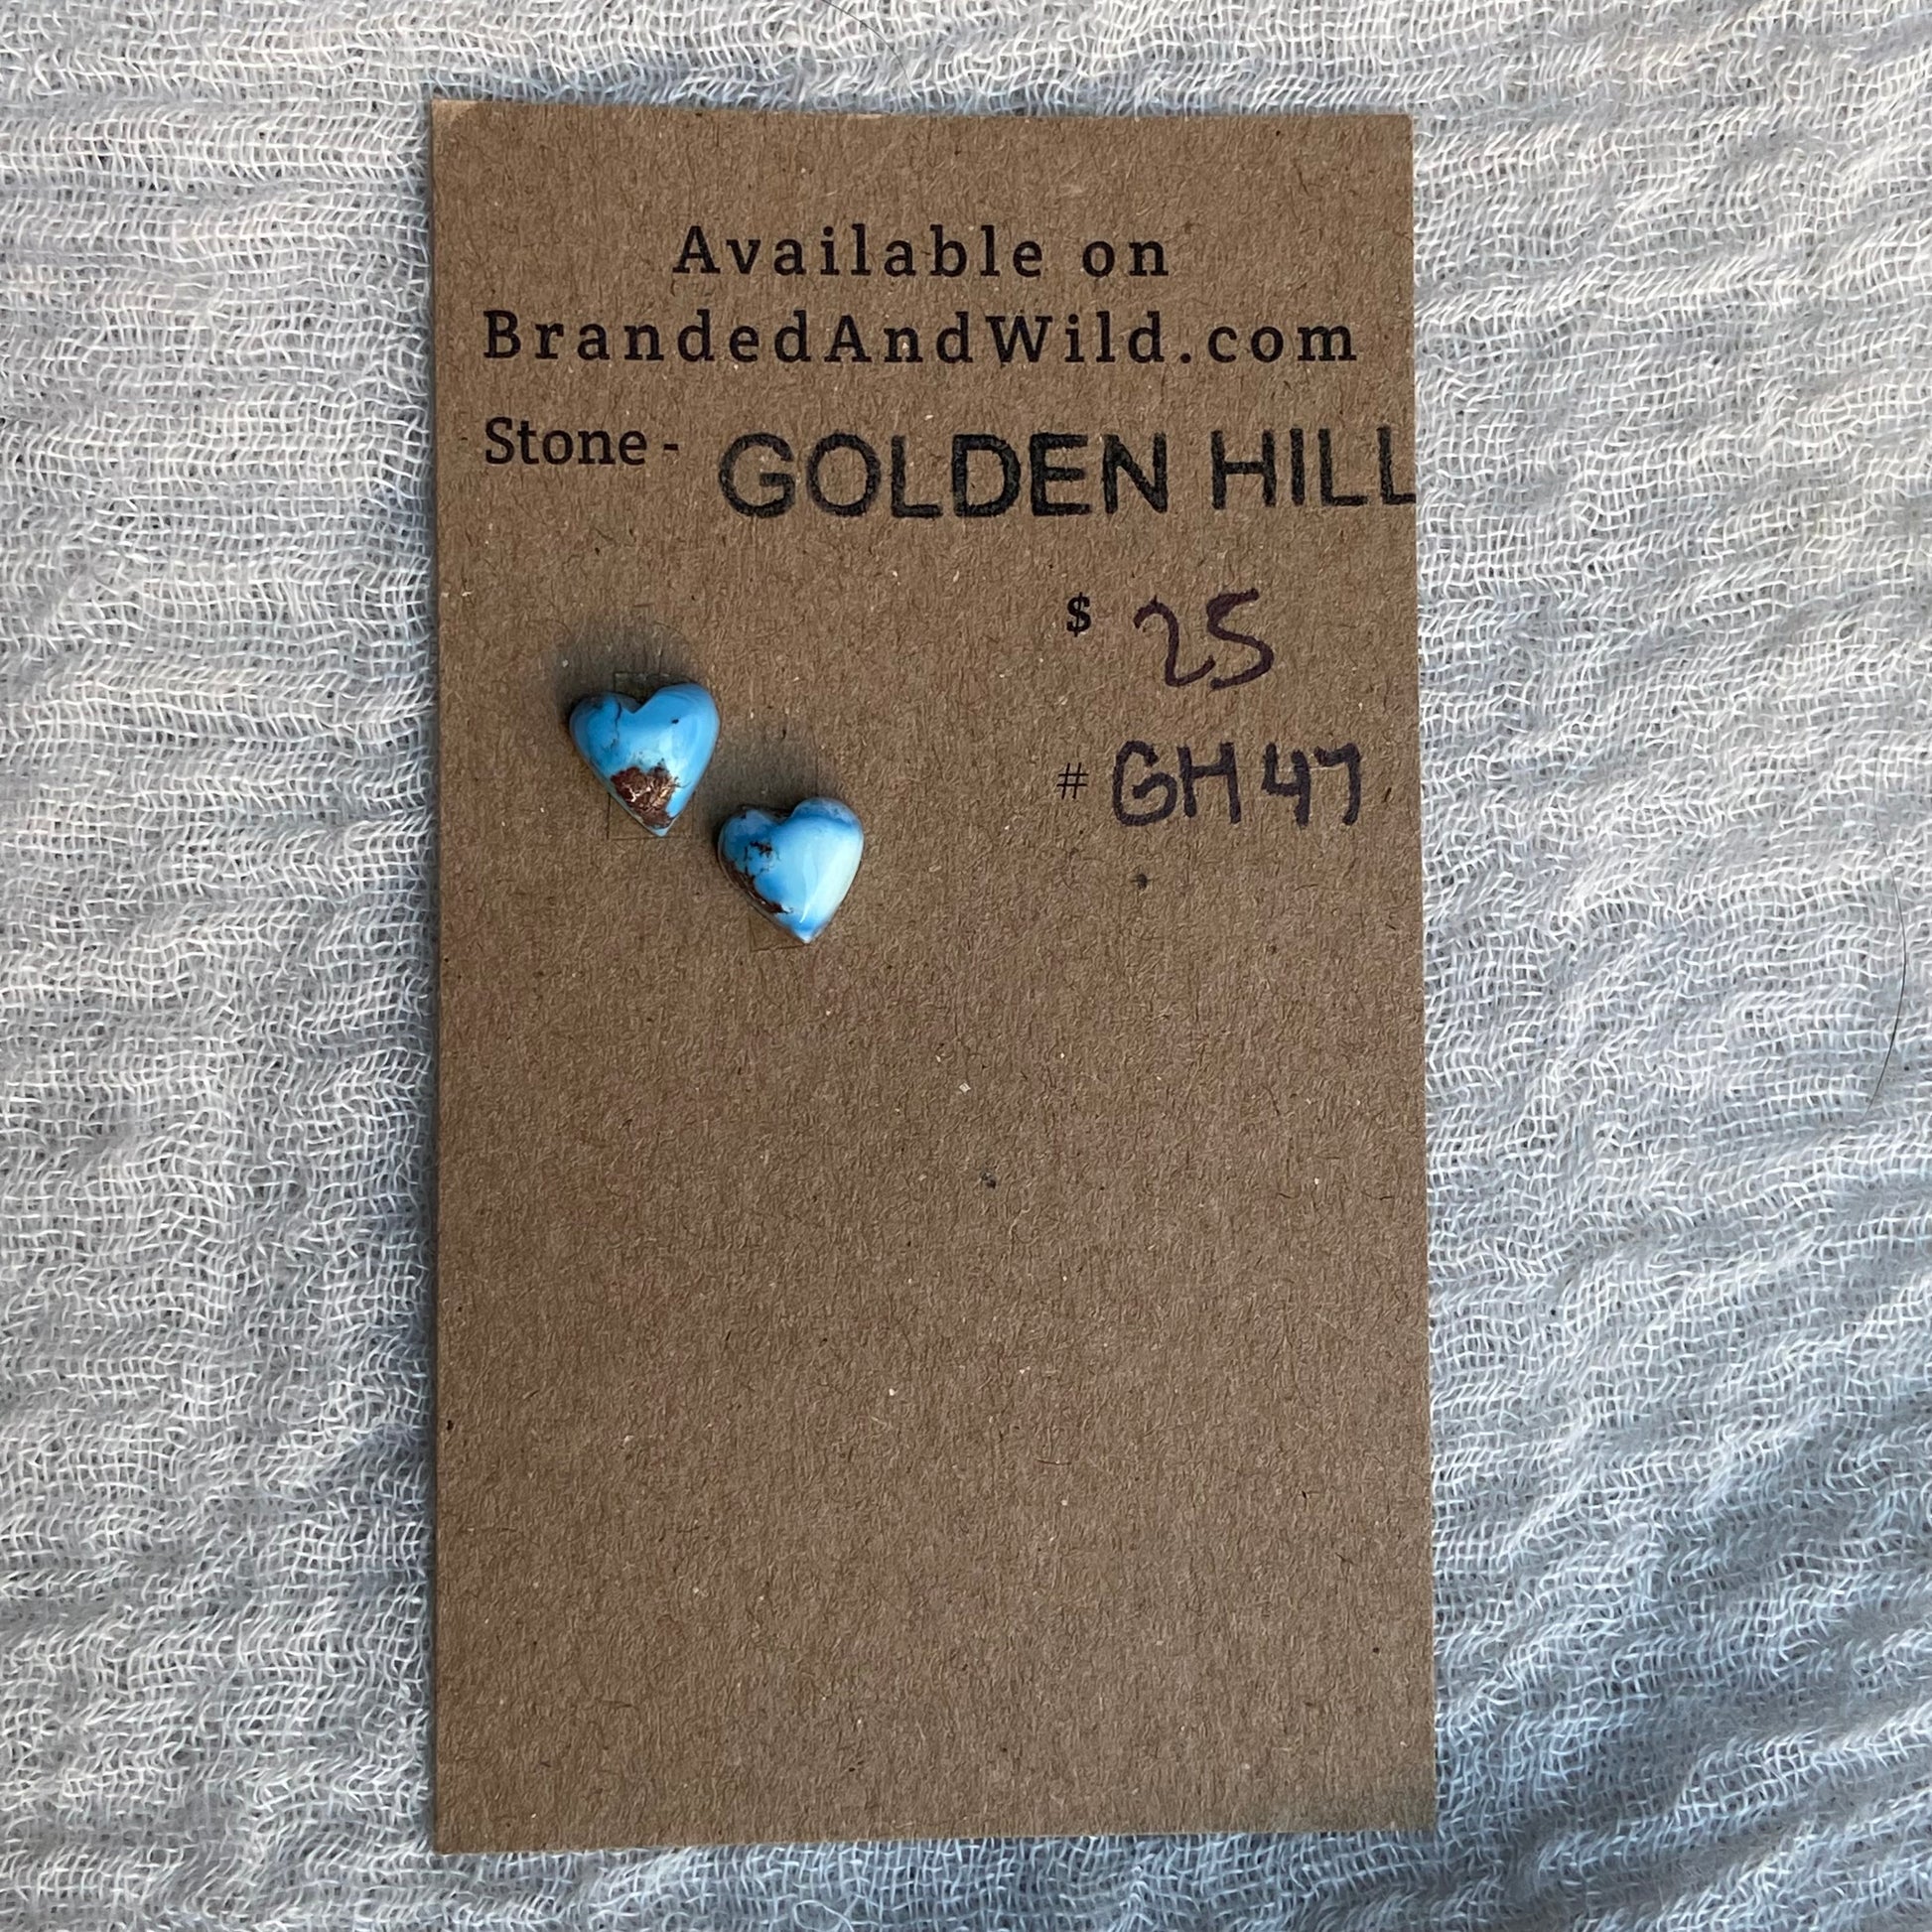 Available on
BrandedAndWild.com
Stone - GOLDEN HILL
$ 25
# GH47